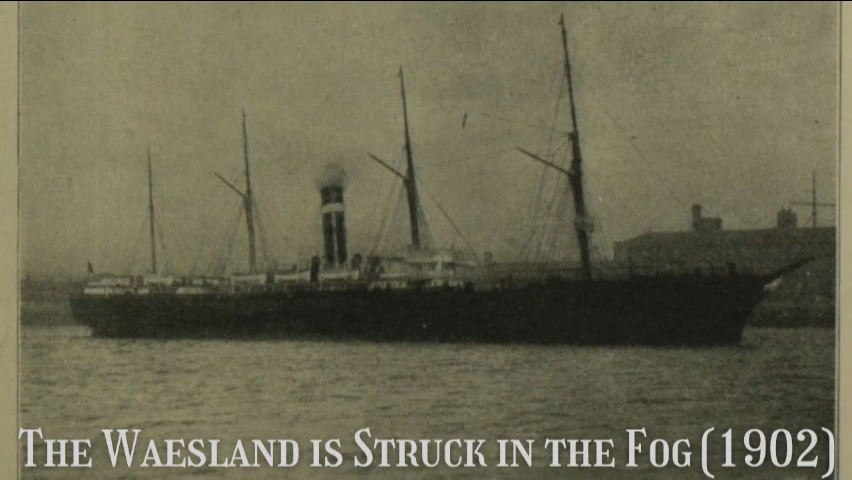 The Waesland is Struck in the Fog (1902)